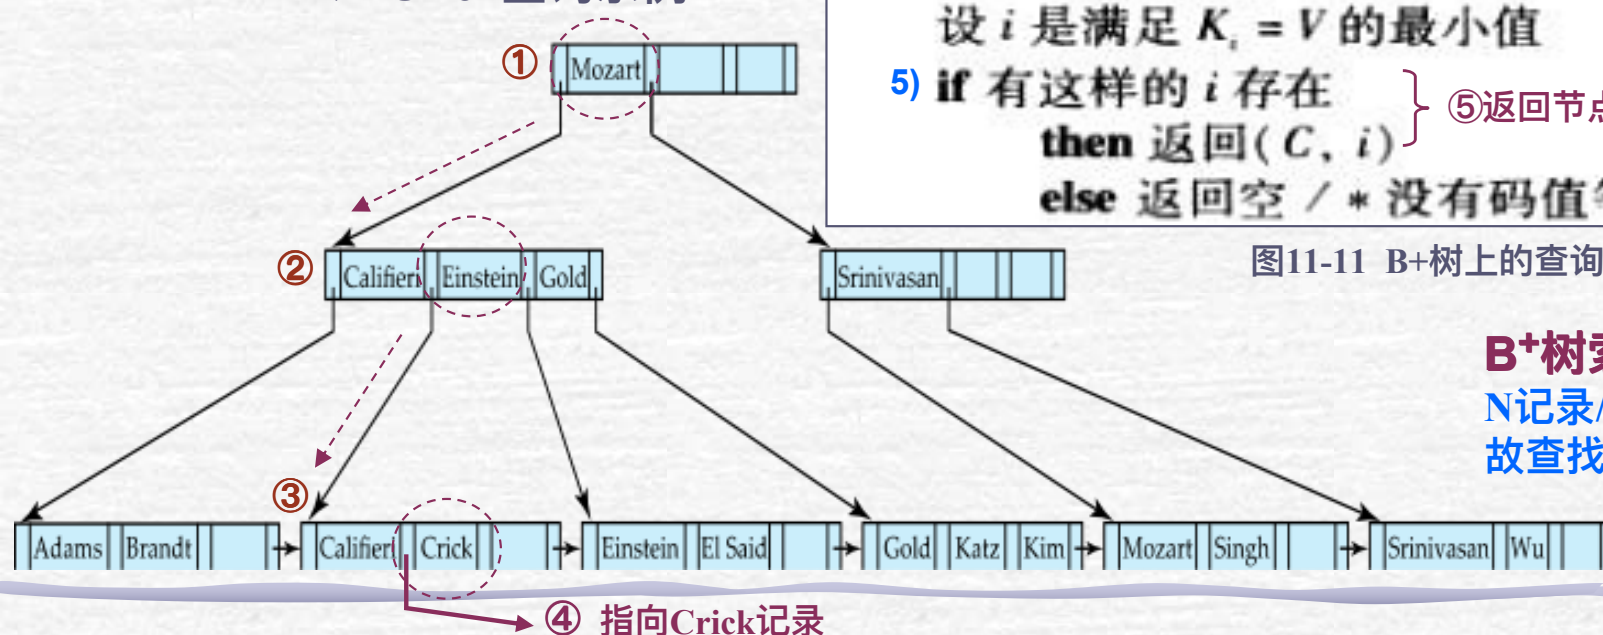 设 i 是满足 Kᵢ = V 的最小值
5) if 有这样的 i 存在
then 返回(C, i)
⑤返回节
else 返回空 / * 没有码值
图11-11 B+树上的查询
① Mozart
② Califieri Einstein Gold
Srinivasan
B⁺树
N记录/
故查找
③
Adams Brandt
Califieri Crick
Einstein El Said
Gold Katz Kim
Mozart Singh
Srinivasan Wu
④ 指向Crick记录